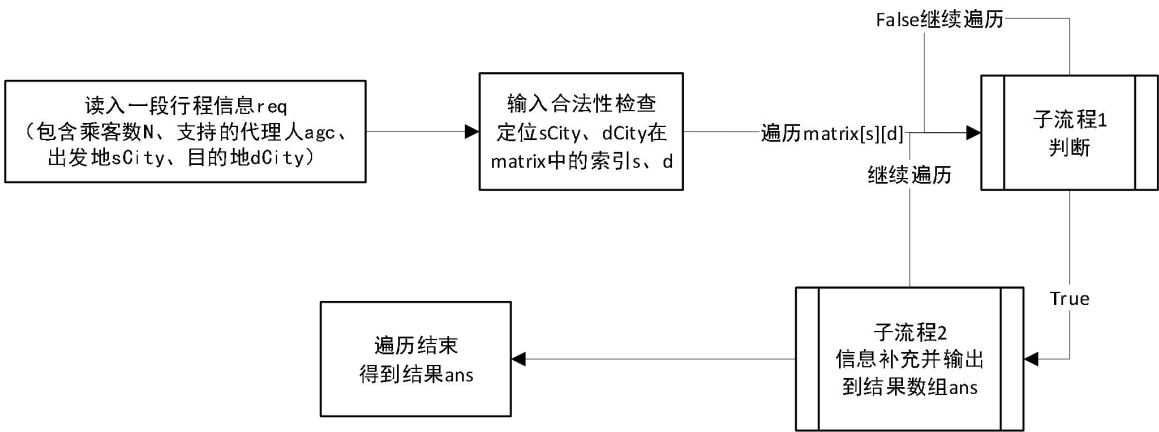 False继续遍历
读入一段行程信息req
（包含乘客数N、支持的代理人agc、
出发地sCity、目的地dCity）
输入合法性检查
定位sCity、dCity在
matrix中的索引s、d
遍历matrix[s][d]
子流程1
判断
继续遍历
True
子流程2
信息补充并输出
到结果数组ans
遍历结束
得到结果ans